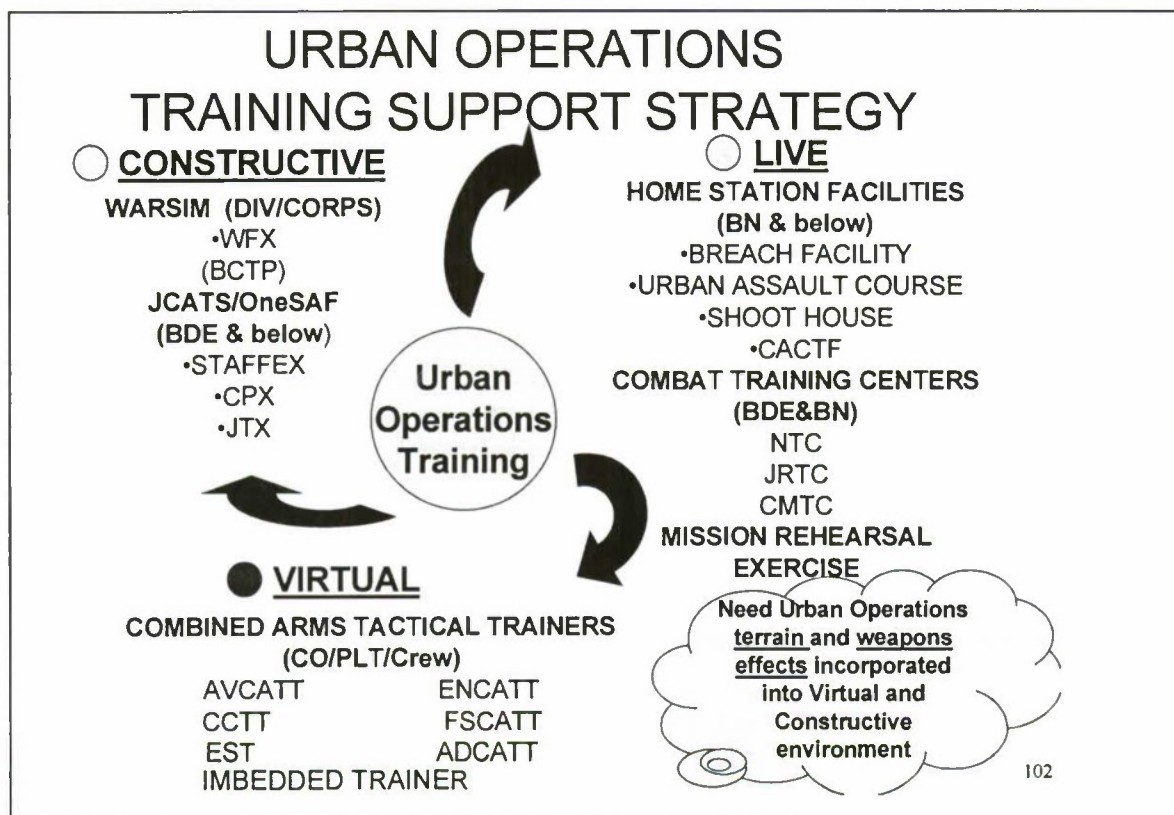 URBAN OPERATIONS
TRAINING SUPPORT STRATEGY
CONSTRUCTIVE
WARSIM (DIV/CORPS)
•WFX
(BCTP)
JCATS/OneSAF
(BDE & below)
•STAFFEX
•CPX
•JTX
LIVE
HOME STATION FACILITIES
(BN & below)
•BREACH FACILITY
•URBAN ASSAULT COURSE
•SHOOT HOUSE
•CACTF
COMBAT TRAINING CENTERS
(BDE&BN)
NTC
JRTC
CMTC
MISSION REHEARSAL
EXERCISE
Urban
Operations
Training
VIRTUAL
COMBINED ARMS TACTICAL TRAINERS
(CO/PLT/Crew)
AVCATT ENCATT
CCTT FSCATT
EST ADCATT
IMBEDDED TRAINER
Need Urban Operations
terrain and weapons
effects incorporated
into Virtual and
Constructive
environment
102